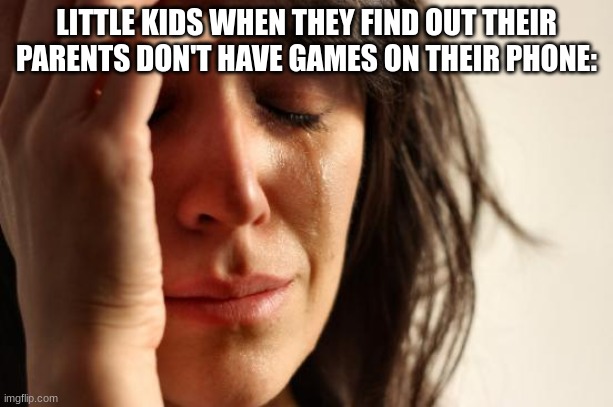 LITTLE KIDS WHEN THEY FIND OUT THEIR
PARENTS DON'T HAVE GAMES ON THEIR PHONE:
imgflip.com